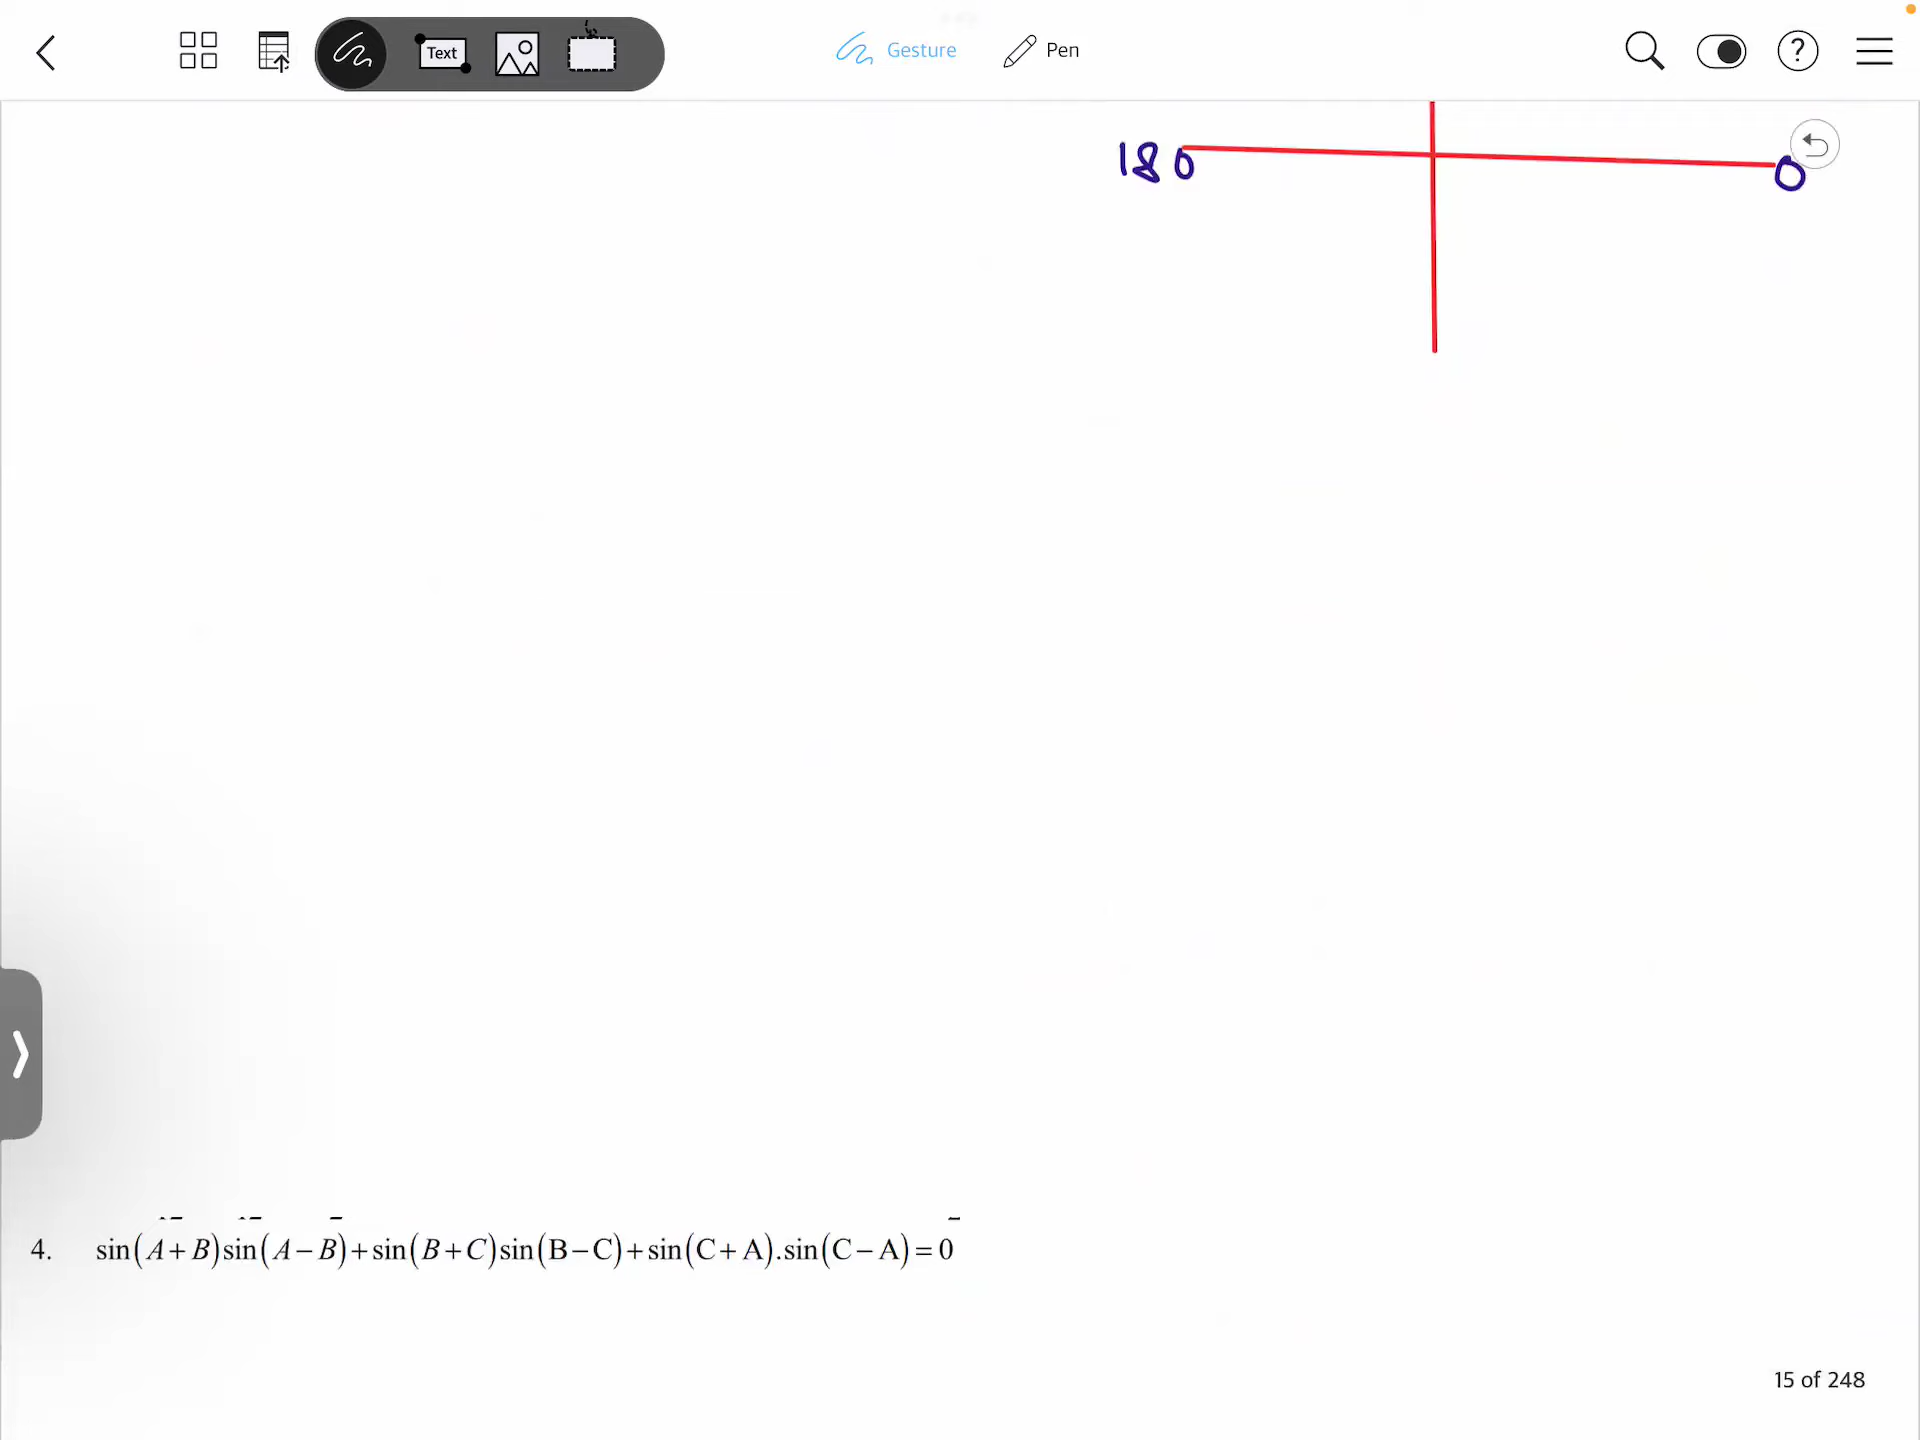 Text Gesture Pen ?
180 0
4. sin(A+B)sin(A−B)+sin(B+C)sin(B−C)+sin(C+A).sin(C−A)=0
15 of 248